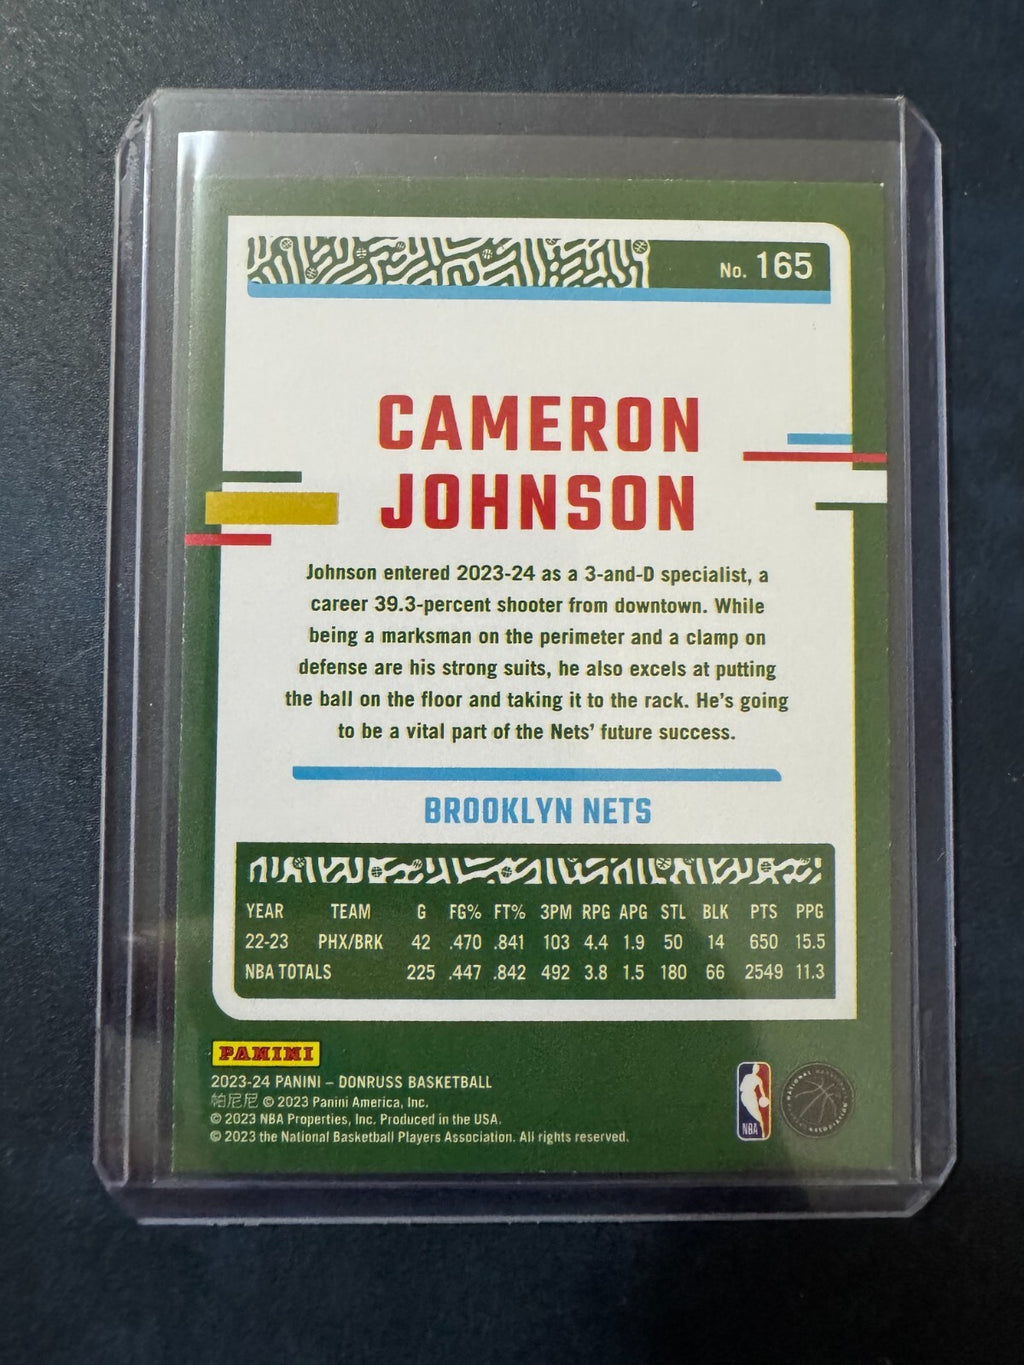 No. 165
CAMERON
JOHNSON
Johnson entered 2023-24 as a 3-and-D specialist, a
career 39.3-percent shooter from downtown. While
being a marksman on the perimeter and a clamp on
defense are his strong suits, he also excels at putting
the ball on the floor and taking it to the rack. He's going
to be a vital part of the Nets' future success.
BROOKLYN NETS
YEAR TEAM G FG% FT% 3PM RPG APG STL BLK PTS PPG
22-23 PHX/BRK 42 .470 .841 103 4.4 1.9 50 14 650 15.5
NBA TOTALS 225 .447 .842 492 3.8 1.5 180 66 2549 11.3
PANINI
2023-24 PANINI – DONRUSS BASKETBALL
帕尼尼 © 2023 Panini America, Inc.
© 2023 NBA Properties, Inc. Produced in the USA.
© 2023 the National Basketball Players Association. All rights reserved.
NBA